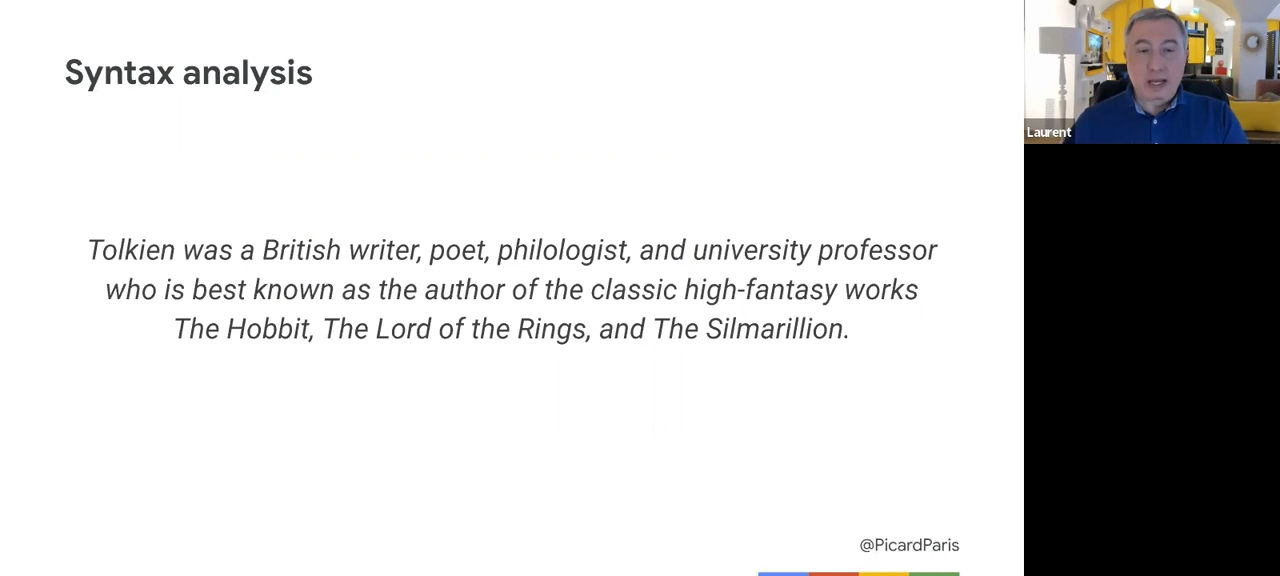 Syntax analysis
Tolkien was a British writer, poet, philologist, and university professor
who is best known as the author of the classic high-fantasy works
The Hobbit, The Lord of the Rings, and The Silmarillion.
@PicardParis
Laurent